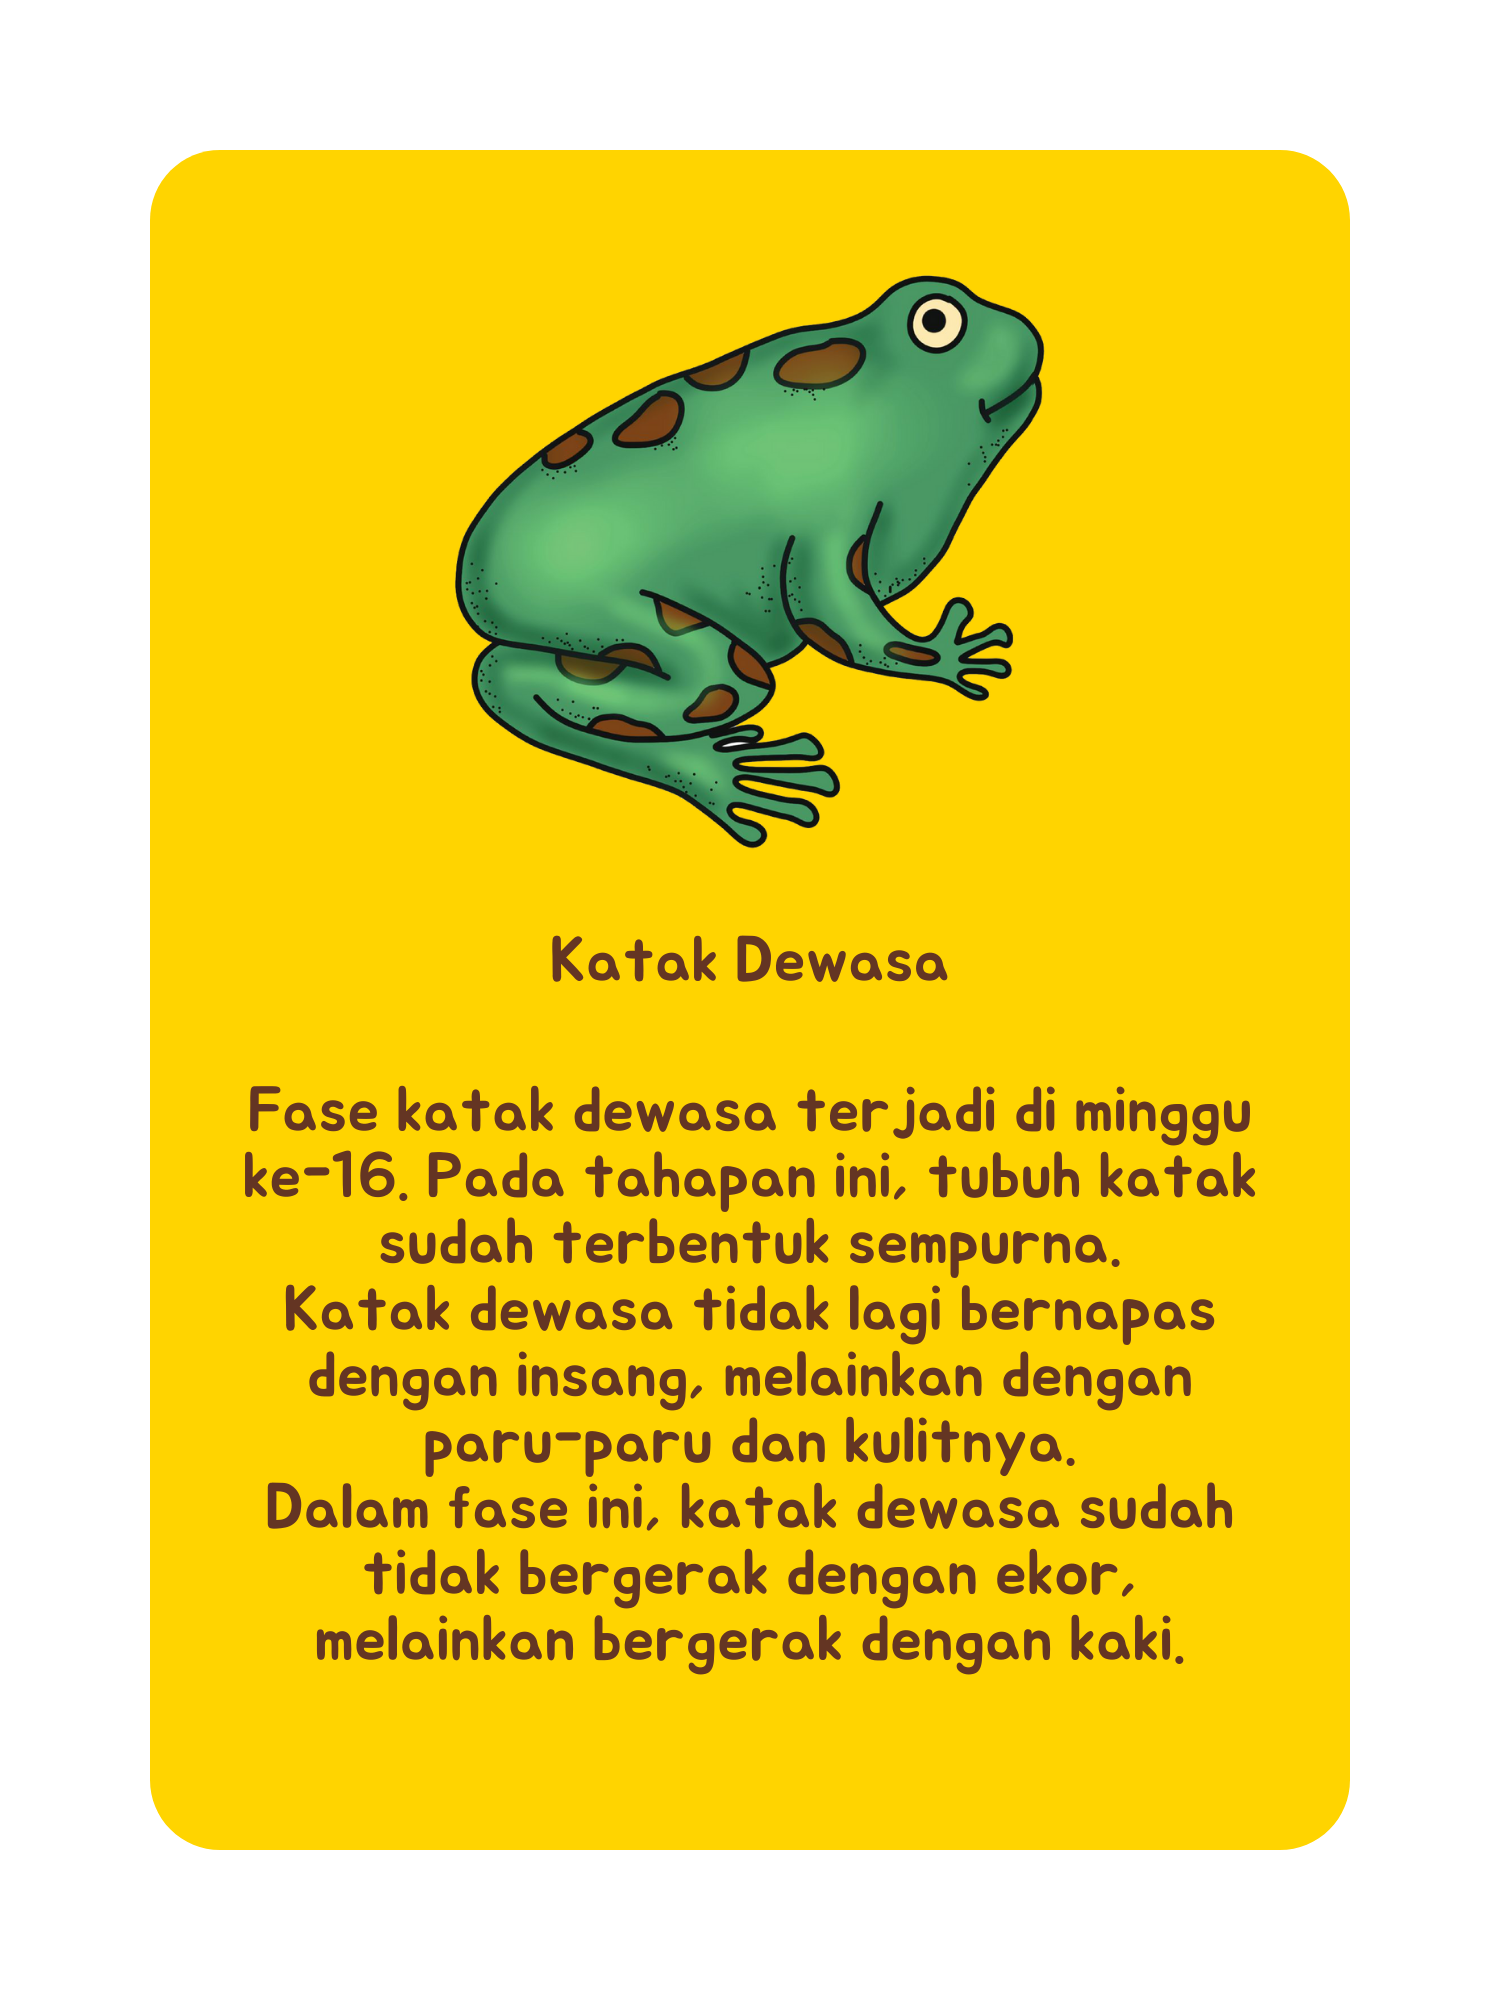 Katak Dewasa
Fase katak dewasa terjadi di minggu
ke-16. Pada tahapan ini, tubuh katak
sudah terbentuk sempurna.
Katak dewasa tidak lagi bernapas
dengan insang, melainkan dengan
paru-paru dan kulitnya.
Dalam fase ini, katak dewasa sudah
tidak bergerak dengan ekor,
melainkan bergerak dengan kaki.